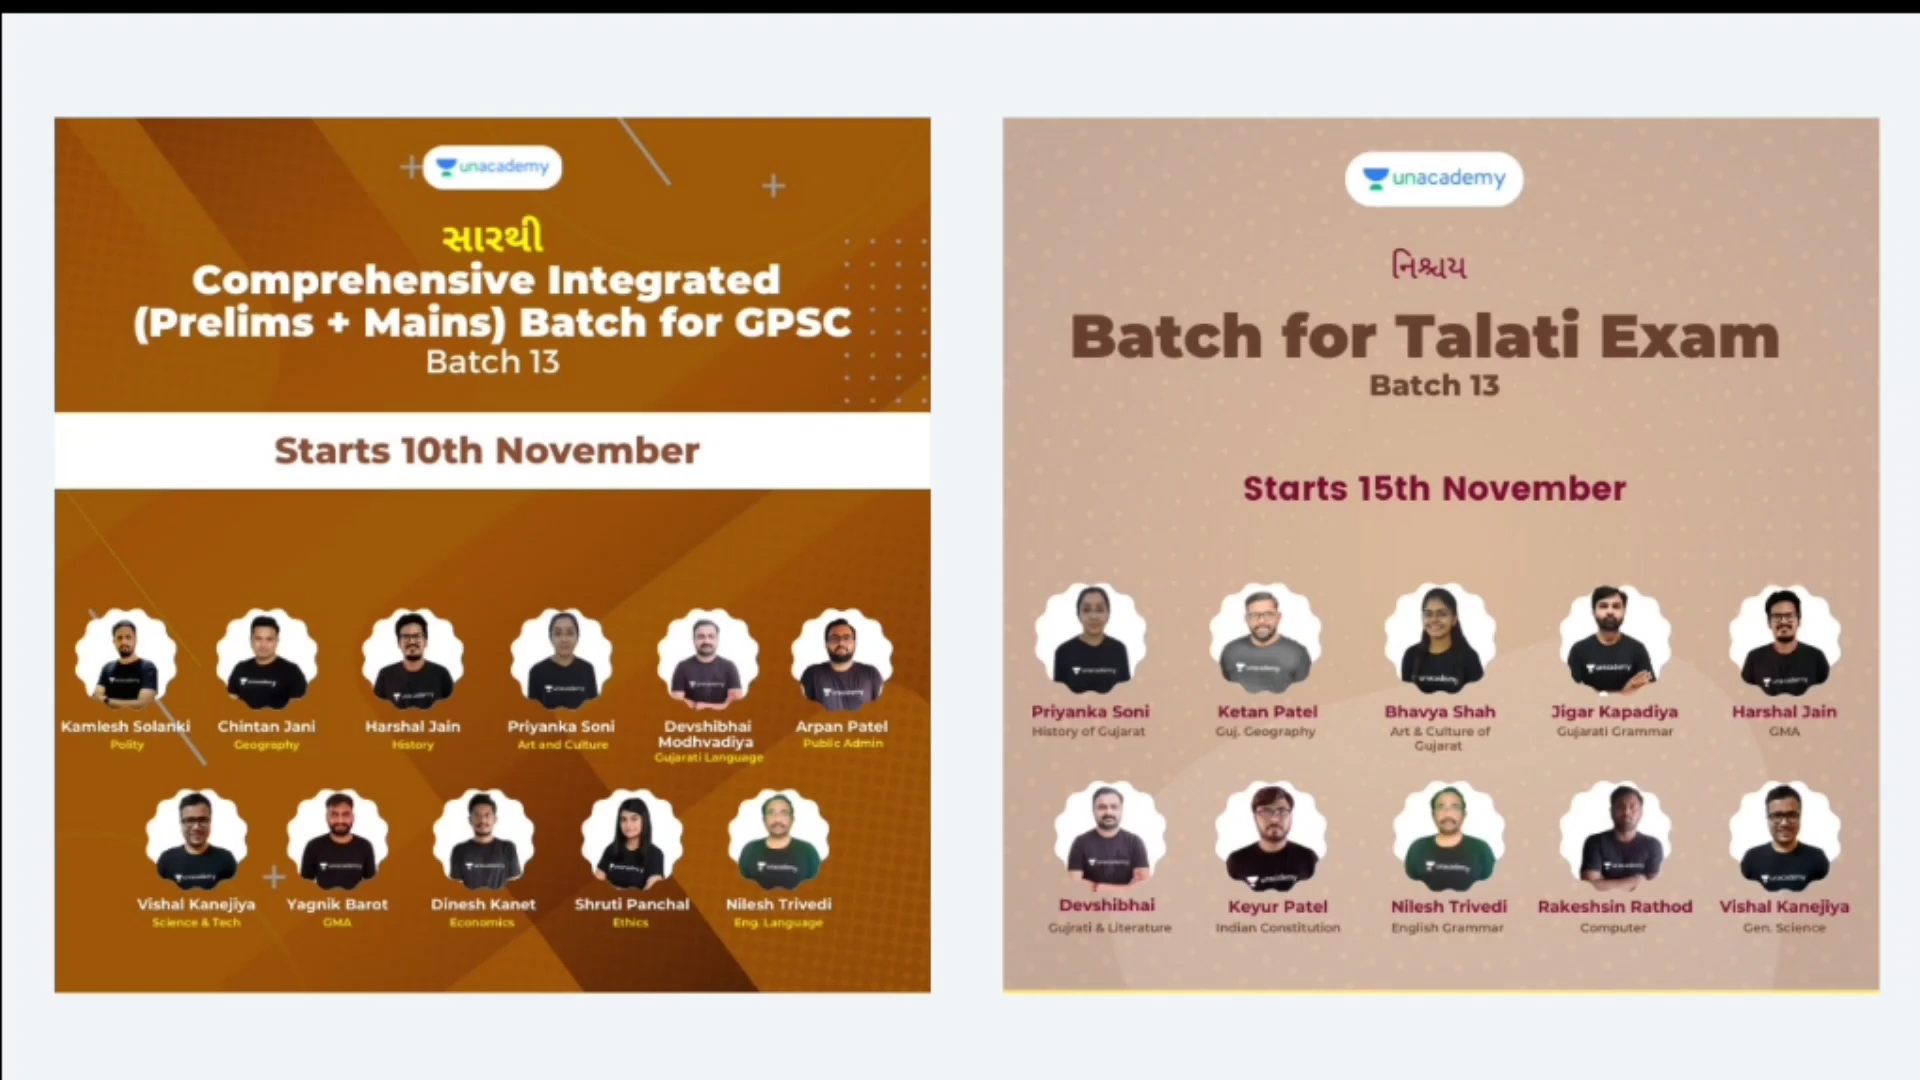 unacademy
સારથી
Comprehensive Integrated
(Prelims + Mains) Batch for GPSC
Batch 13
Starts 10th November
Kamlesh Solanki
Polity
Chintan Jani
Geography
Harshal Jain
History
Priyanka Soni
Art and Culture
Devshibhai
Modhvadiya
Gujarati Language
Arpan Patel
Public Admin
Vishal Kanejiya
Science & Tech
Yagnik Barot
GMA
Dinesh Kanet
Economics
Shruti Panchal
Ethics
Nilesh Trivedi
Eng. Language
unacademy
નિશ્ચય
Batch for Talati Exam
Batch 13
Starts 15th November
Priyanka Soni
History of Gujarat
Ketan Patel
Guj. Geography
Bhavya Shah
Art & Culture of
Gujarat
Jigar Kapadiya
Gujarati Grammar
Harshal Jain
GMA
Devshibhai
Gujrati & Literature
Keyur Patel
Indian Constitution
Nilesh Trivedi
English Grammar
Rakeshsin Rathod
Computer
Vishal Kanejiya
Gen. Science